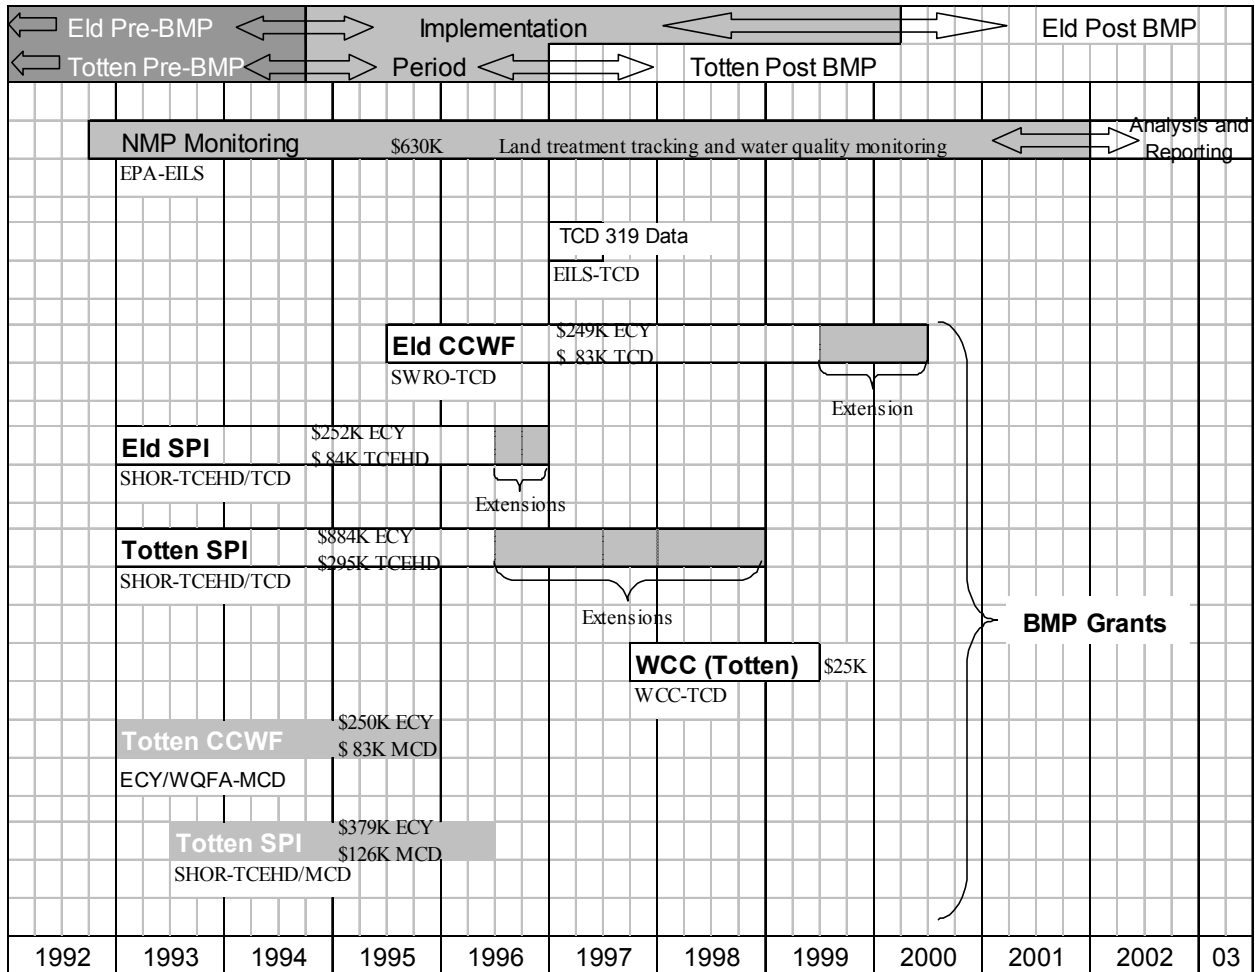 Eld Pre-BMP Implementation Eld Post BMP
Totten Pre-BMP Period Totten Post BMP
NMP Monitoring $630K Land treatment tracking and water quality monitoring Analysis and Reporting
EPA-EILS
TCD 319 Data
EILS-TCD
Eld CCWF $249K ECY
$ 83K TCD
SWRO-TCD
Extension
Eld SPI $252K ECY
$ 84K TCEHD
SHOR-TCEHD/TCD
Extensions
Totten SPI $884K ECY
$295K TCEHD
SHOR-TCEHD/TCD
Extensions
BMP Grants
WCC (Totten) $25K
WCC-TCD
Totten CCWF $250K ECY
$ 83K MCD
ECY/WQFA-MCD
Totten SPI $379K ECY
$126K MCD
SHOR-TCEHD/MCD
1992 1993 1994 1995 1996 1997 1998 1999 2000 2001 2002 03